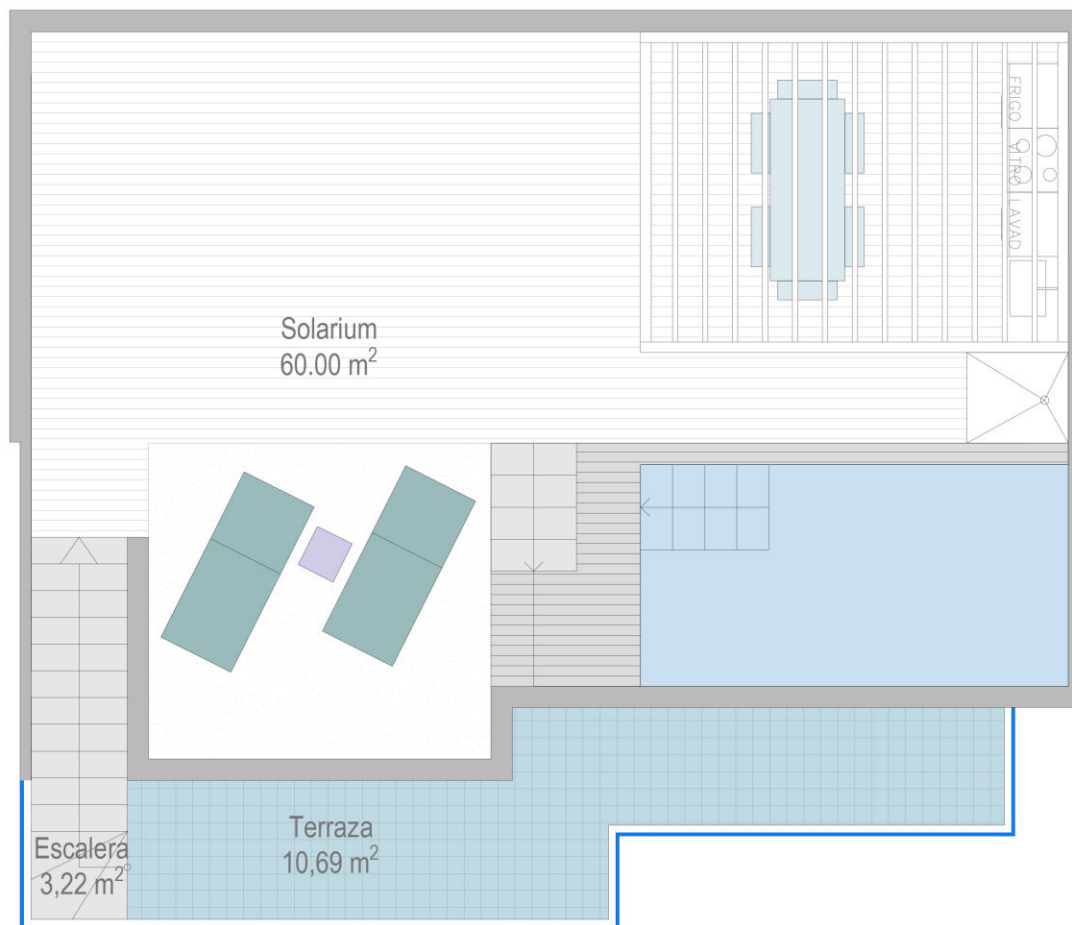 FRIGO
VITRO
LAVAD
Solarium
60.00 m²
Terraza
10,69 m²
Escalera
3,22 m²